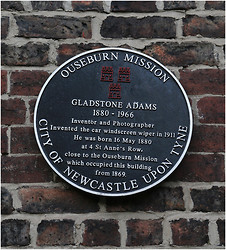 OUSEBURN MISSION
GLADSTONE ADAMS
1880 - 1966
Inventor and Photographer
Invented the car windscreen wiper in 1911
He was born 16 May 1880
at 4 St Anne's Row,
close to the Ouseburn Mission
which occupied this building
from 1869
CITY OF NEWCASTLE UPON TYNE